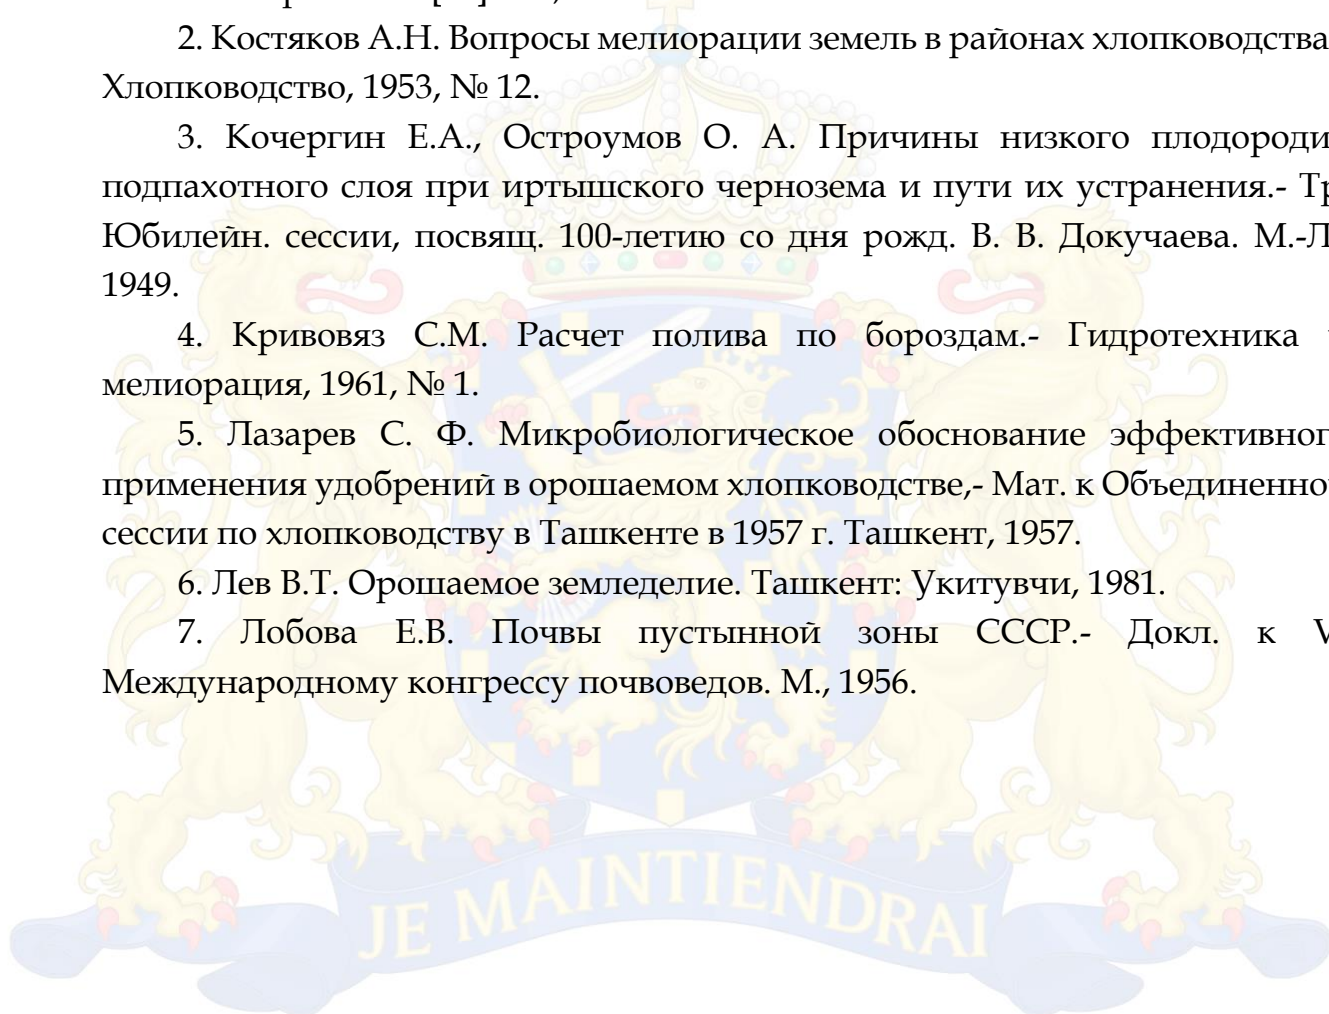 2. Костяков А.Н. Вопросы мелиорации земель в районах хлопководства
Хлопководство, 1953, № 12.
3. Кочергин Е.А., Остроумов О. А. Причины низкого плодороди
подпахотного слоя при иртышского чернозема и пути их устранения.- Тр
Юбилейн. сессии, посвящ. 100-летию со дня рожд. В. В. Докучаева. М.-Л
1949.
4. Кривовяз С.М. Расчет полива по бороздам.- Гидротехника
мелиорация, 1961, № 1.
5. Лазарев С. Ф. Микробиологическое обоснование эффективног
применения удобрений в орошаемом хлопководстве,- Мат. к Объединенно
сессии по хлопководству в Ташкенте в 1957 г. Ташкент, 1957.
6. Лев В.Т. Орошаемое земледелие. Ташкент: Укитувчи, 1981.
7. Лобова Е.В. Почвы пустынной зоны СССР.- Докл. к V
Международному конгрессу почвоведов. М., 1956.
JE MAINTIENDRAI